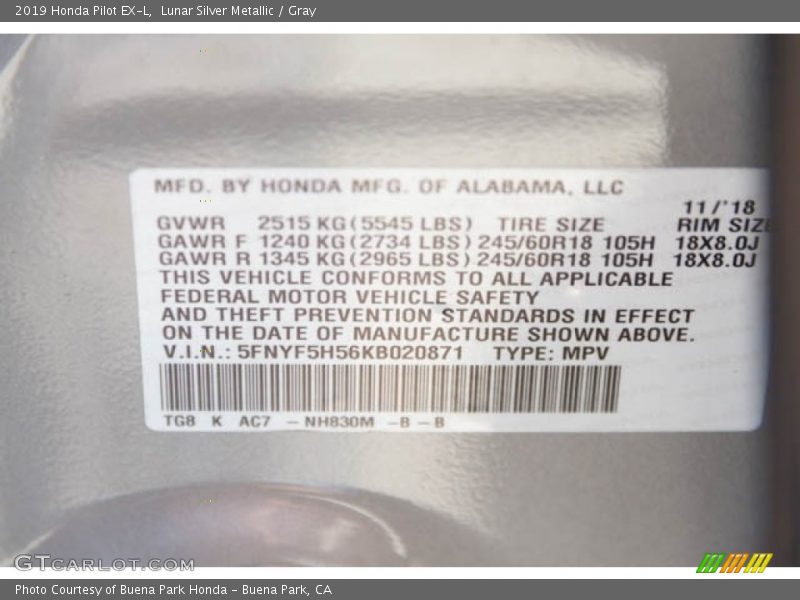 2019 Honda Pilot EX-L,  Lunar Silver Metallic / Gray
MFD. BY HONDA MFG. OF ALABAMA, LLC
11/'18
GVWR 2515 KG(5545 LBS) TIRE SIZE RIM SIZE
GAWR F 1240 KG(2734 LBS) 245/60R18 105H 18X8.0J
GAWR R 1345 KG(2965 LBS) 245/60R18 105H 18X8.0J
THIS VEHICLE CONFORMS TO ALL APPLICABLE
FEDERAL MOTOR VEHICLE SAFETY
AND THEFT PREVENTION STANDARDS IN EFFECT
ON THE DATE OF MANUFACTURE SHOWN ABOVE.
V.I.N.: 5FNYF5H56KB020871 TYPE: MPV
TG8 K AC7 - NH830M -B - B
GTCARLOT.COM
Photo Courtesy of Buena Park Honda - Buena Park, CA